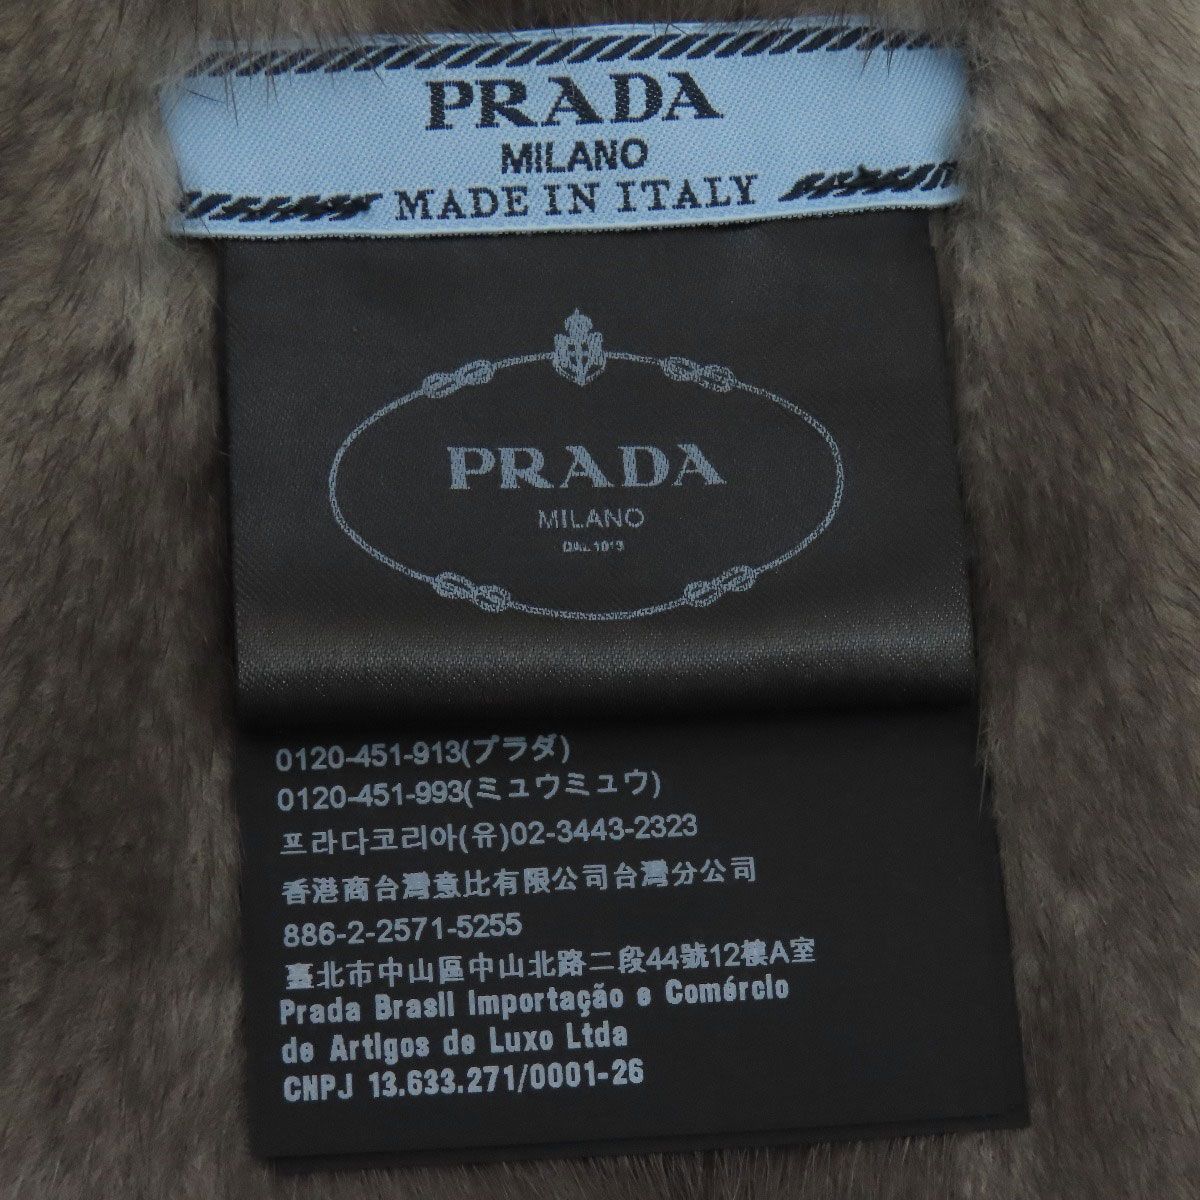 PRADA
MILANO
MADE IN ITALY
PRADA
MILANO
DAL 1913
0120-451-913(プラダ)
0120-451-993(ミュウミュウ)
프라다코리아(유)02-3443-2323
香港商台灣意比有限公司台灣分公司
886-2-2571-5255
臺北市中山區中山北路二段44號12樓A室
Prada Brasil Importação e Comércio
de Artigos de Luxo Ltda
CNPJ 13.633.271/0001-26